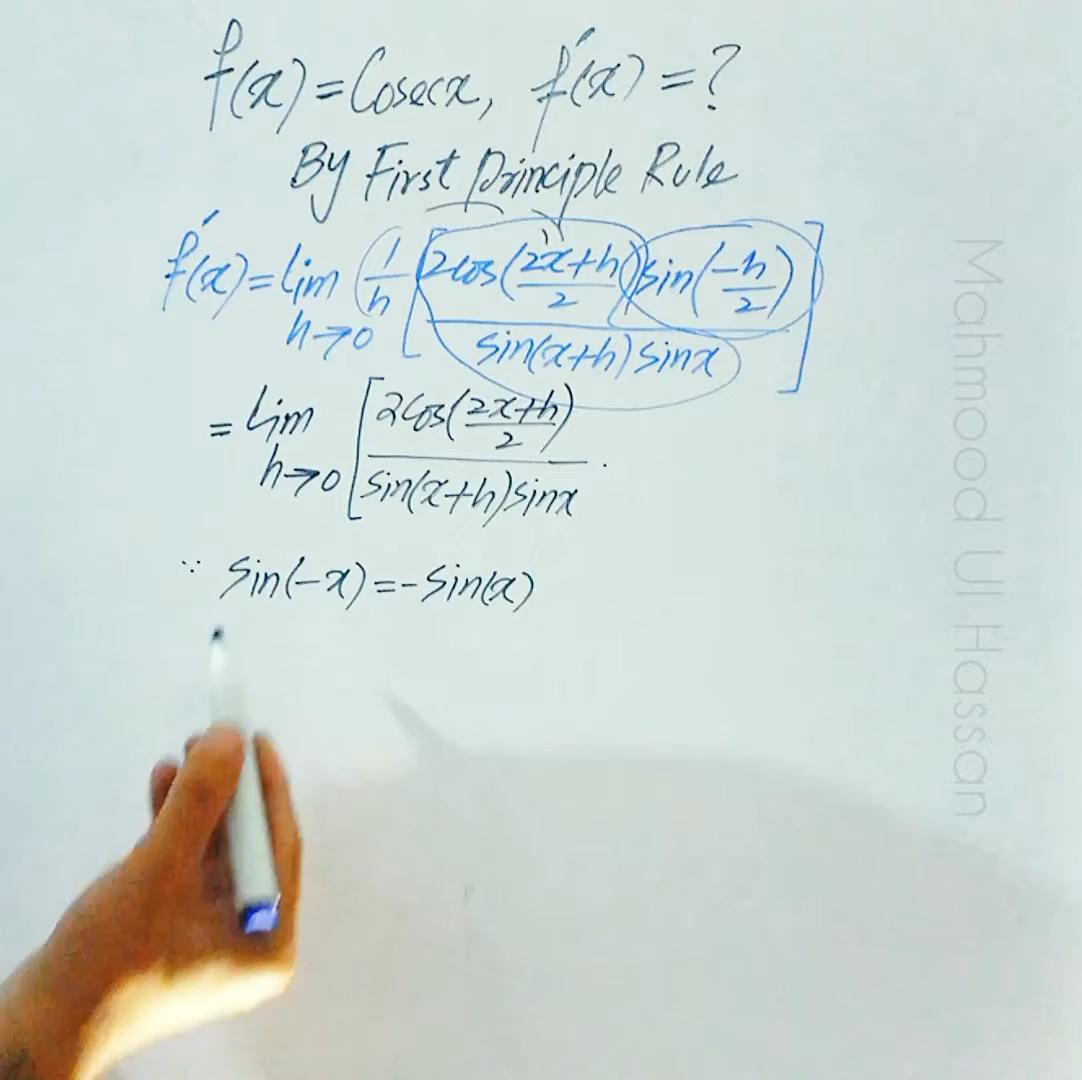 f(x) = Cosecx, f'(x) = ?
By First Principle Rule
f'(x) = lim h→0 (1/h [2cos((2x+h)/2) sin(-h/2) / sin(x+h) sinx]
= lim h→0 [2cos((2x+h)/2) / sin(x+h) sinx .
∵ sin(-x) = -sin(x)
Mahmood Ul Hassan